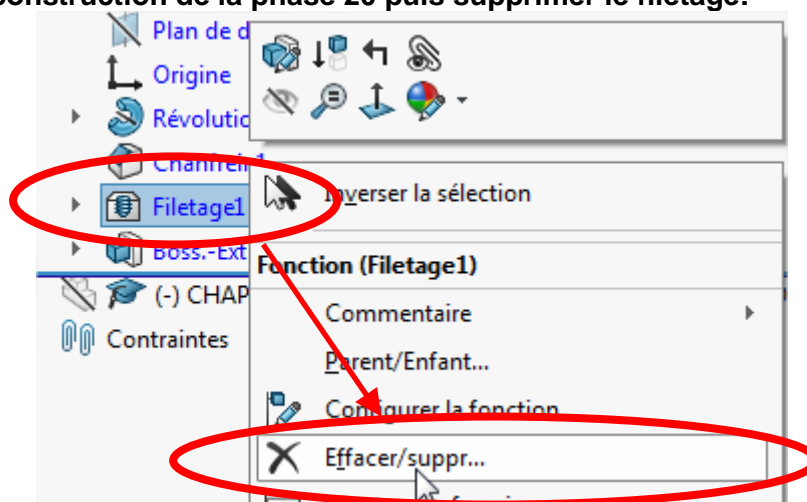 construction de la phase 20 puis supprimer le filetage.
Plan de d
Origine
Révolutio
Chanfrein1
Filetage1
Boss.-Ext
(-) CHAP
Contraintes
Inverser la sélection
Fonction (Filetage1)
Commentaire
Parent/Enfant...
Configurer la fonction
Effacer/suppr...